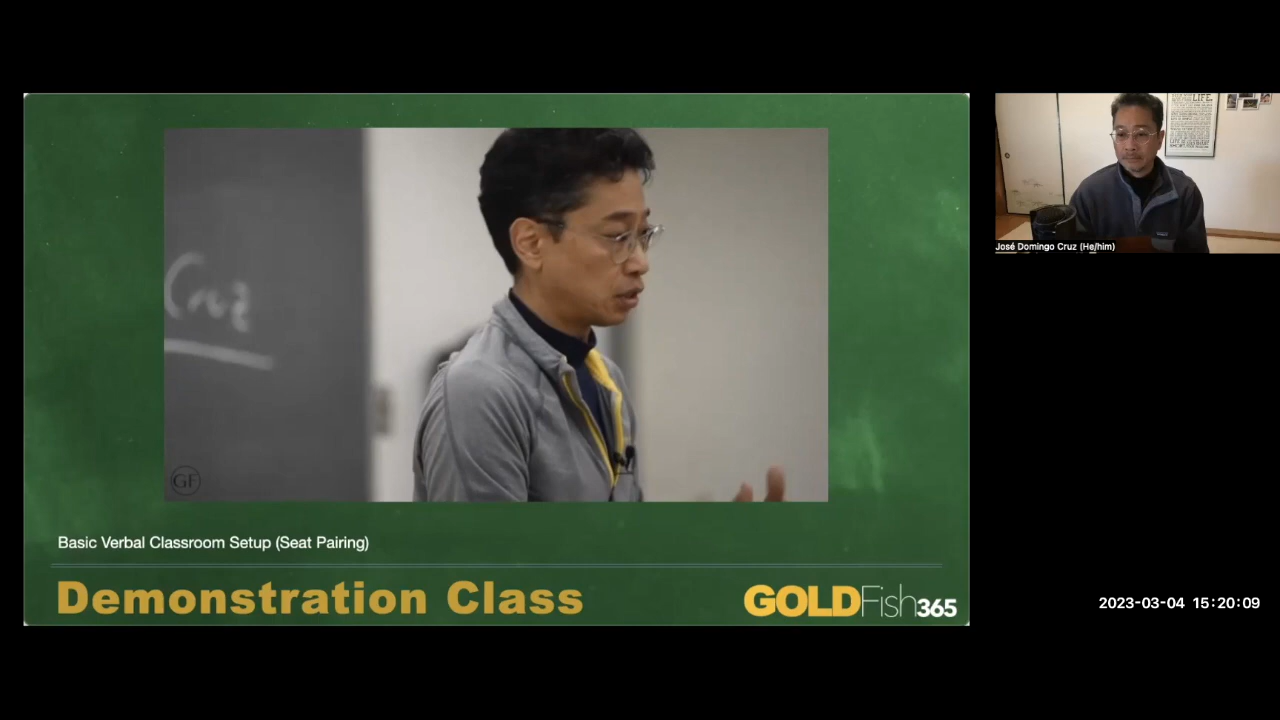 Cruz
GF
Basic Verbal Classroom Setup (Seat Pairing)
Demonstration Class
GOLDFish365
LIFE.
José Domingo Cruz (He/him)
2023-03-04 15:20:09